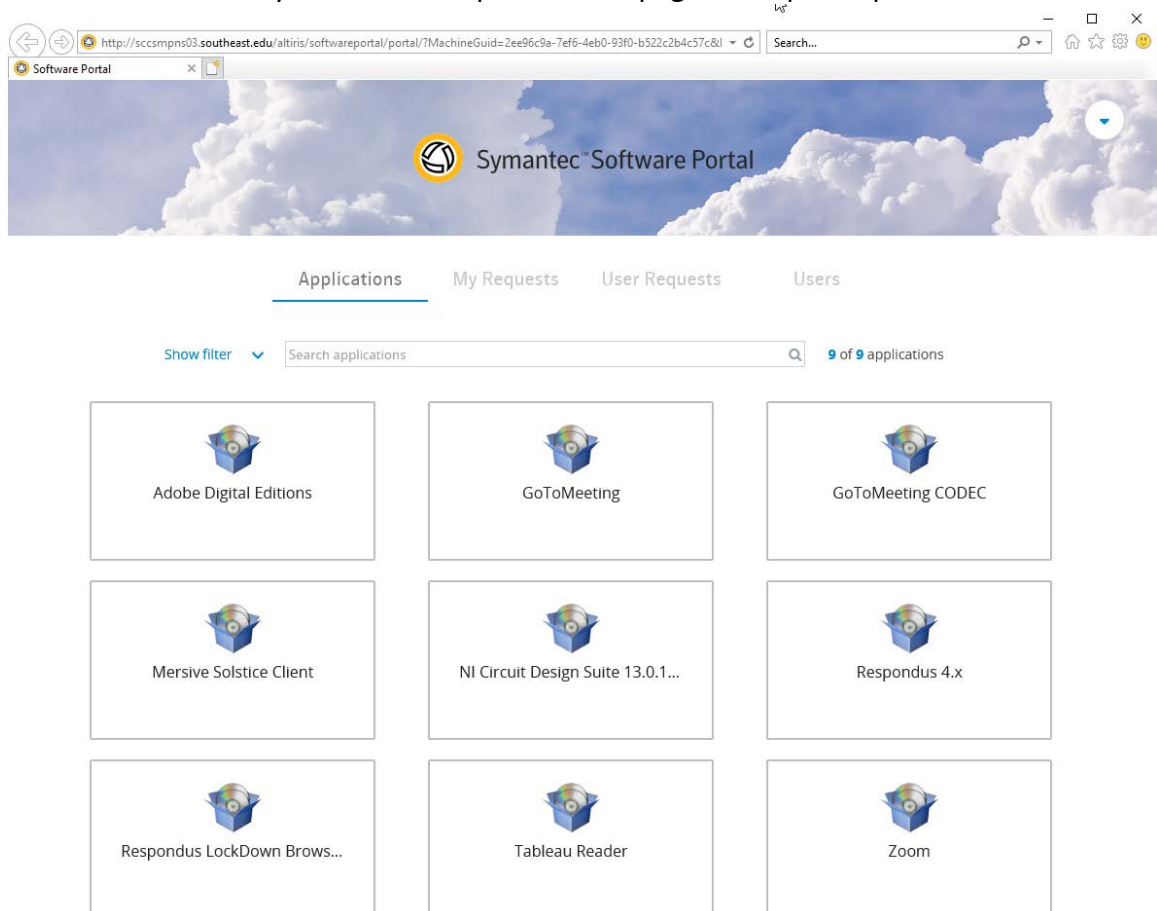 http://sccsmpns03.southeast.edu/altiris/softwareportal/portal/?MachineGuid=2ee96c9a-7ef6-4eb0-93f0-b522c2b4c57c&l Search...
Software Portal
Symantec™ Software Portal
Applications My Requests User Requests Users
Show filter Search applications 9 of 9 applications
Adobe Digital Editions GoToMeeting GoToMeeting CODEC
Mersive Solstice Client NI Circuit Design Suite 13.0.1... Respondus 4.x
Respondus LockDown Brows... Tableau Reader Zoom